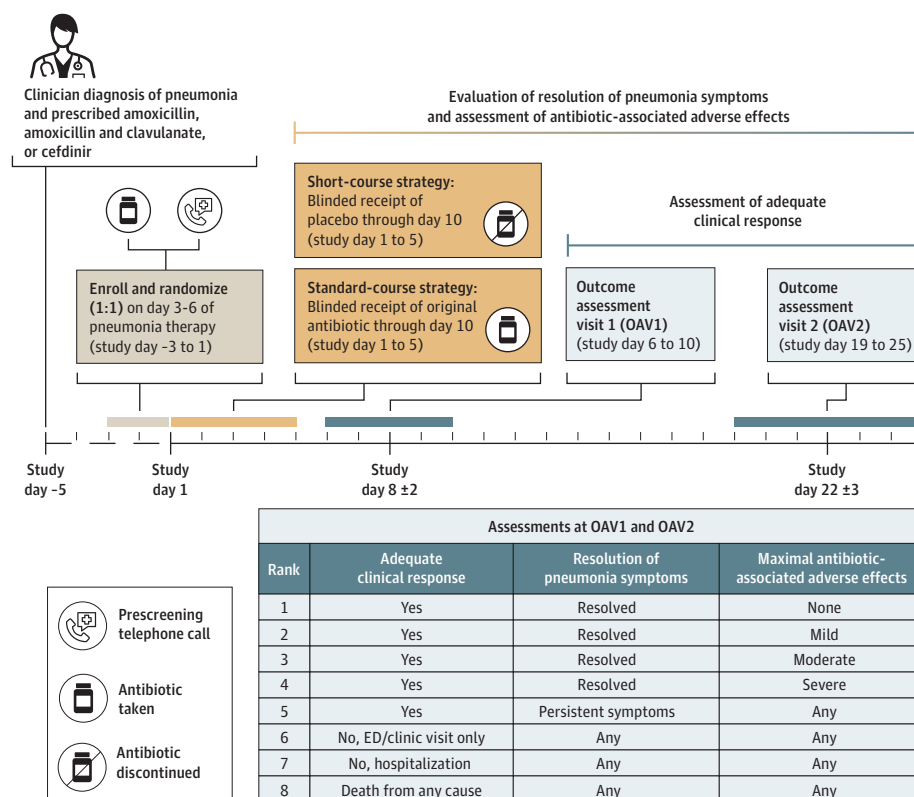 Clinician diagnosis of pneumonia
and prescribed amoxicillin,
amoxicillin and clavulanate,
or cefdinir
Evaluation of resolution of pneumonia symptoms
and assessment of antibiotic-associated adverse effects
Short-course strategy:
Blinded receipt of
placebo through day 10
(study day 1 to 5)
Assessment of adequate
clinical response
Enroll and randomize
(1:1) on day 3-6 of
pneumonia therapy
(study day -3 to 1)
Standard-course strategy:
Blinded receipt of original
antibiotic through day 10
(study day 1 to 5)
Outcome
assessment
visit 1 (OAV1)
(study day 6 to 10)
Outcome
assessment
visit 2 (OAV2)
(study day 19 to 25)
Study
day -5
Study
day 1
Study
day 8 ±2
Study
day 22 ±3
Assessments at OAV1 and OAV2
Rank Adequate clinical response Resolution of pneumonia symptoms Maximal antibiotic-associated adverse effects
1 Yes Resolved None
2 Yes Resolved Mild
3 Yes Resolved Moderate
4 Yes Resolved Severe
5 Yes Persistent symptoms Any
6 No, ED/clinic visit only Any Any
7 No, hospitalization Any Any
8 Death from any cause Any Any
Prescreening
telephone call
Antibiotic
taken
Antibiotic
discontinued